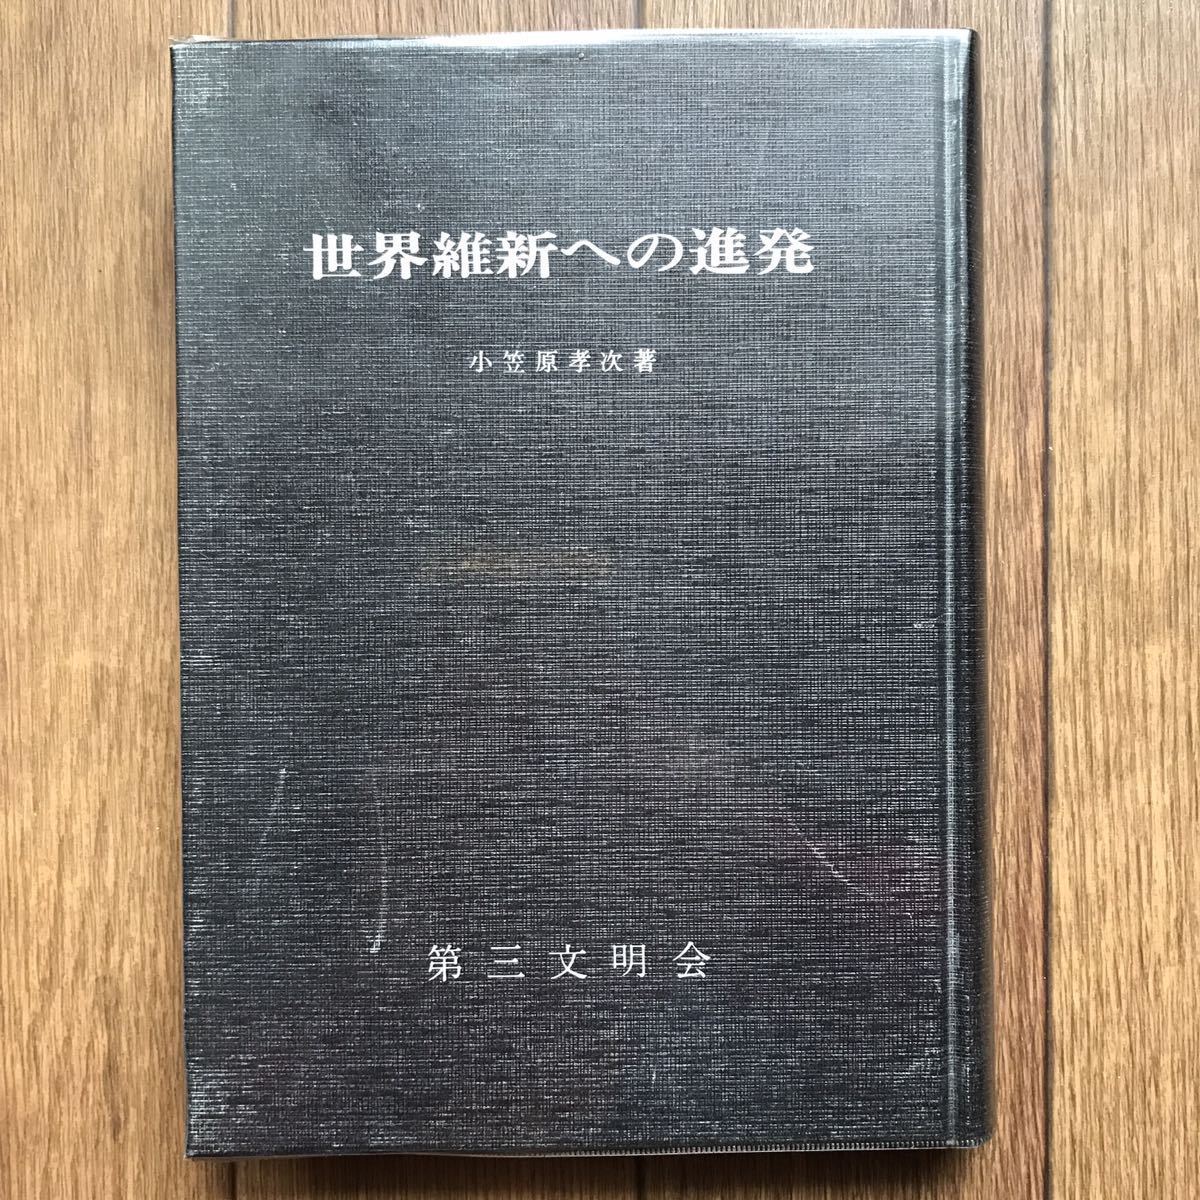 世界維新への進発
小笠原孝次著
第三文明会